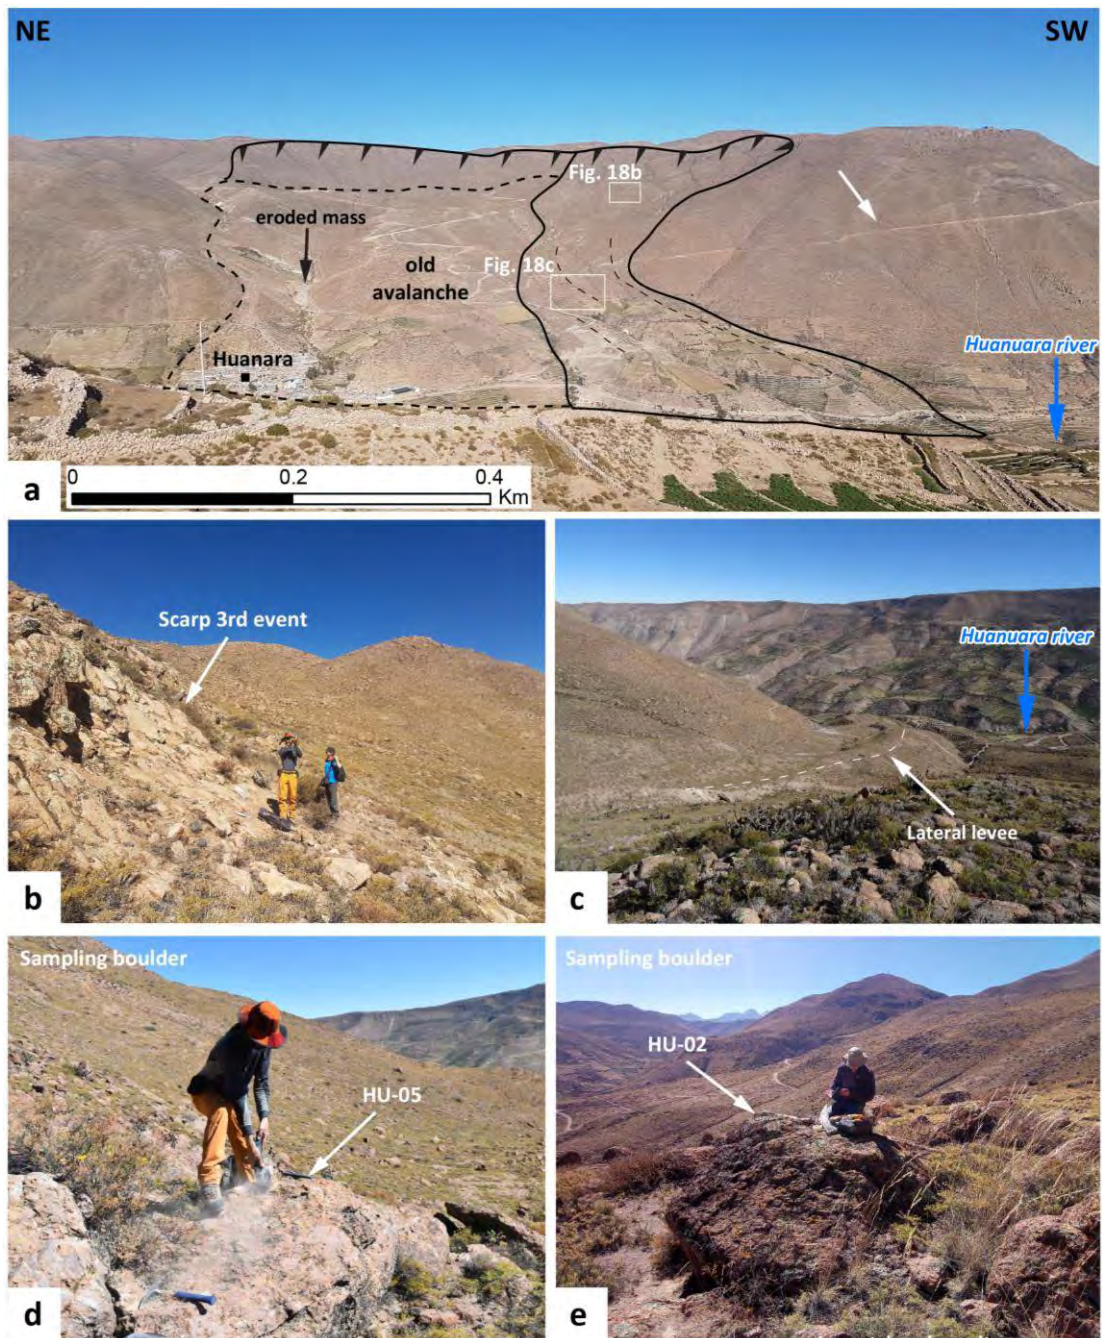 NE
SW
Fig. 18b
eroded mass
old
avalanche
Fig. 18c
Huanara
Huanuara river
a
0
0.2
0.4
Km
Scarp 3rd event
b
Huanuara river
Lateral levee
c
Sampling boulder
HU-05
d
Sampling boulder
HU-02
e